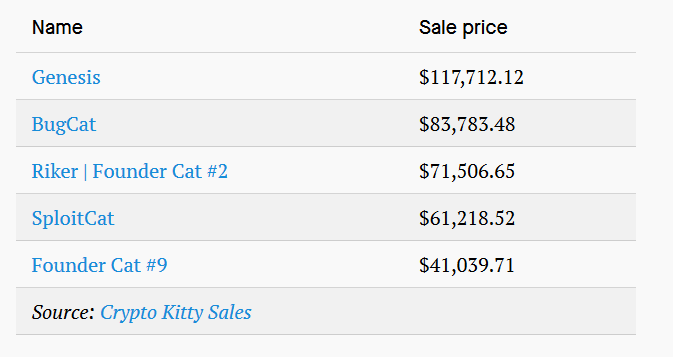 Name Sale price
Genesis $117,712.12
BugCat $83,783.48
Riker | Founder Cat #2 $71,506.65
SploitCat $61,218.52
Founder Cat #9 $41,039.71
Source: Crypto Kitty Sales